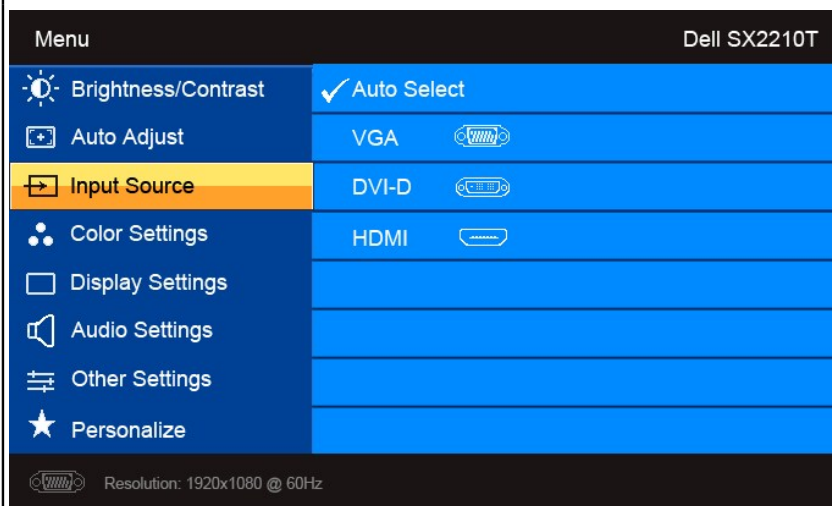 Menu Dell SX2210T
Brightness/Contrast Auto Select
Auto Adjust VGA
Input Source DVI-D
Color Settings HDMI
Display Settings
Audio Settings
Other Settings
Personalize
Resolution: 1920x1080 @ 60Hz